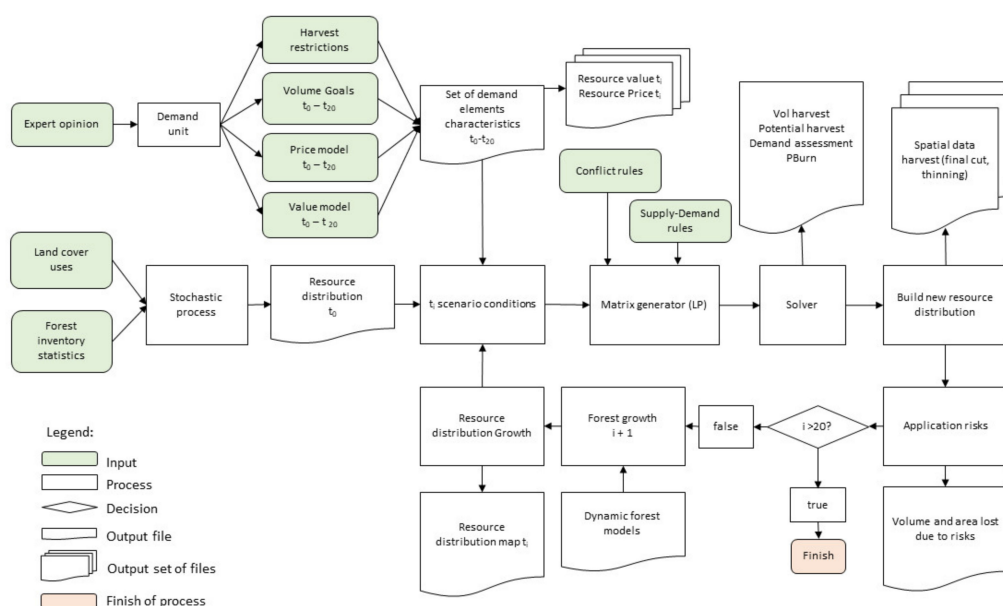 Harvest
restrictions
Volume Goals
t₀ – t₂₀
Price model
t₀ – t₂₀
Value model
t₀ – t ₂₀
Expert opinion
Demand
unit
Set of demand
elements
characteristics
t₀-t₂₀
Resource value tᵢ
Resource Price tᵢ
Conflict rules
Supply-Demand
rules
Vol harvest
Potential harvest
Demand assessment
PBurn
Spatial data
harvest (final cut,
thinning)
Land cover
uses
Forest
inventory
statistics
Stochastic
process
Resource
distribution
t₀
tᵢ scenario conditions
Matrix generator (LP)
Solver
Build new resource
distribution
Resource
distribution Growth
Forest growth
i + 1
false
i >20?
Application risks
true
Finish
Resource
distribution map tᵢ
Dynamic forest
models
Volume and area lost
due to risks
Legend:
Input
Process
Decision
Output file
Output set of files
Finish of process